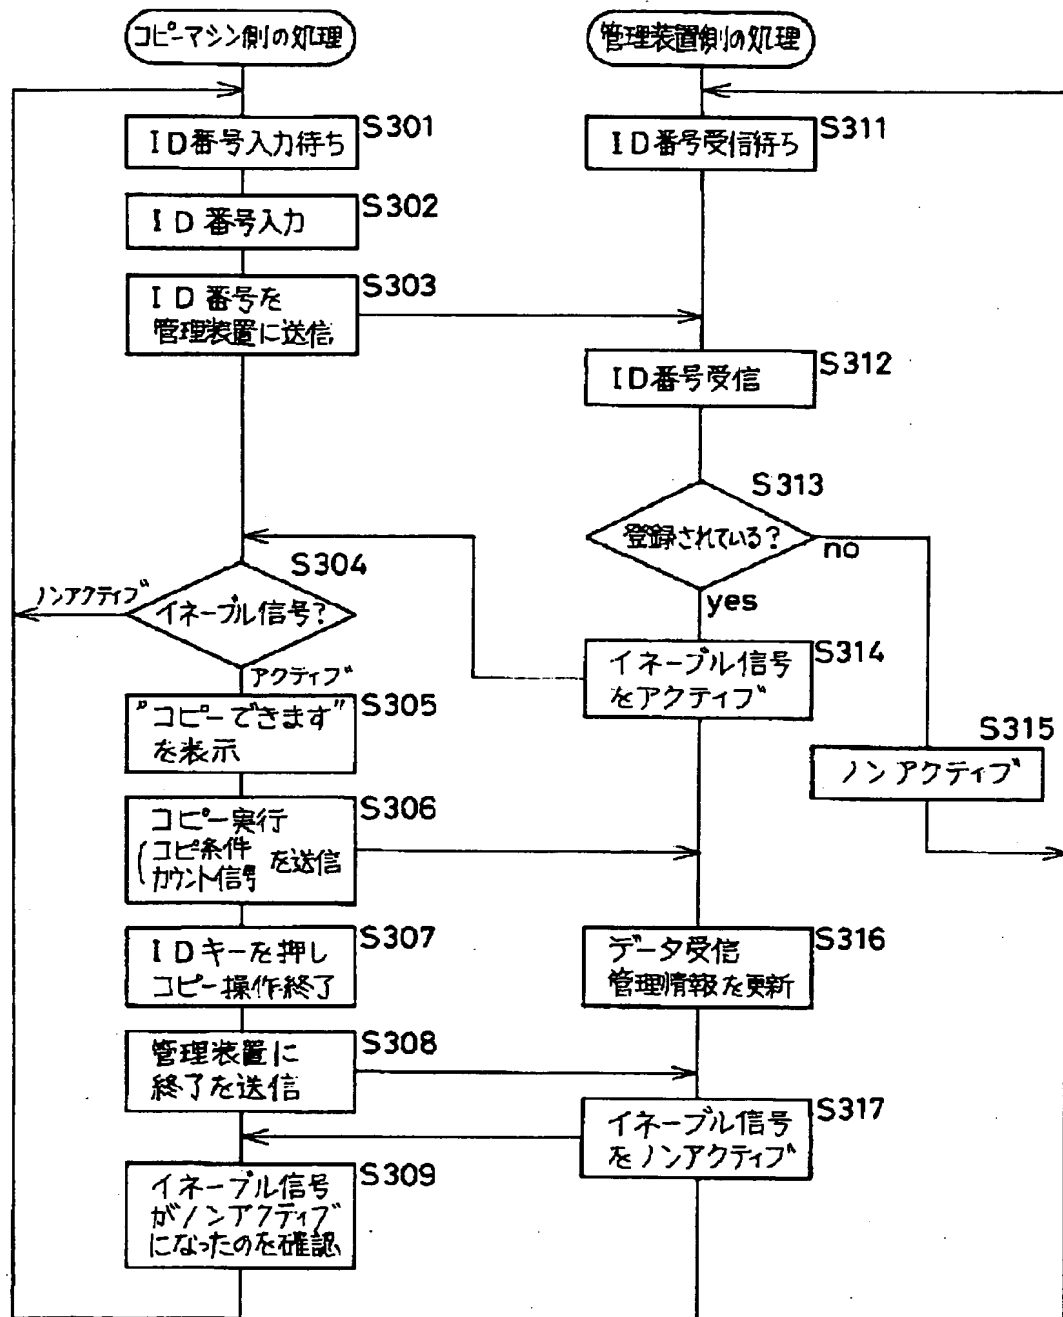 コピーマシン側の処理
S301
ID番号入力待ち
S302
ID番号入力
S303
ID番号を
管理装置に送信
S304
イネーブル信号?
ノンアクティブ
アクティブ
S305
"コピーできます"
を表示
S306
コピー実行
コピ条件
カウント信号
を送信
S307
IDキーを押し
コピー操作終了
S308
管理装置に
終了を送信
S309
イネーブル信号
がノンアクティブ
になったのを確認
管理装置側の処理
S311
ID番号受信待ち
S312
ID番号受信
S313
登録されている?
no
yes
S314
イネーブル信号
をアクティブ
S315
ノンアクティブ
S316
データ受信
管理情報を更新
S317
イネーブル信号
をノンアクティブ